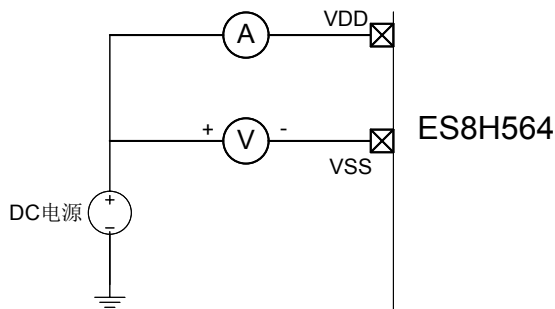 VDD
A
ES8H564
+ V -
VSS
DC电源
+
−